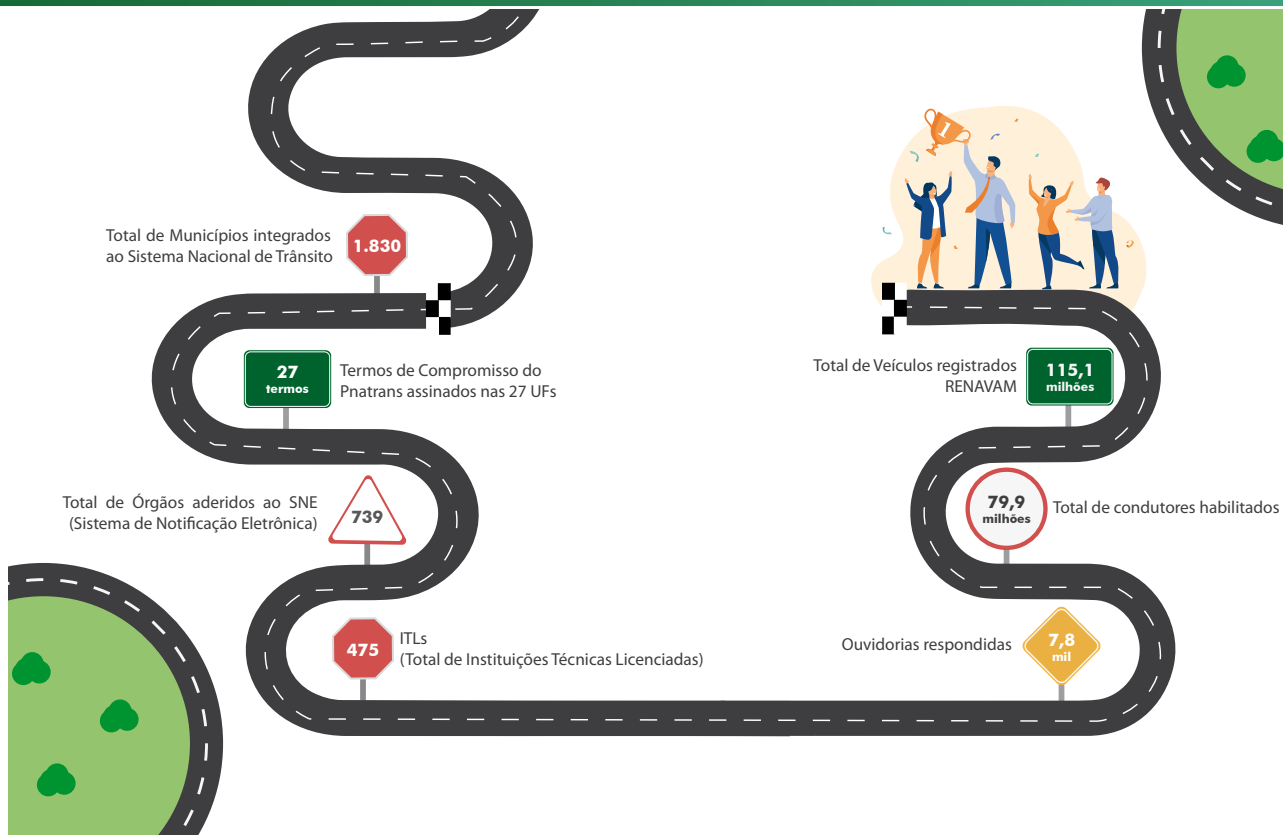 1
Total de Municípios integrados
ao Sistema Nacional de Trânsito
1.830
27
termos
Termos de Compromisso do
Pnatrans assinados nas 27 UFs
Total de Órgãos aderidos ao SNE
(Sistema de Notificação Eletrônica)
739
475
ITLs
(Total de Instituições Técnicas Licenciadas)
Ouvidorias respondidas
7,8
mil
79,9
milhões
Total de condutores habilitados
Total de Veículos registrados
RENAVAM
115,1
milhões